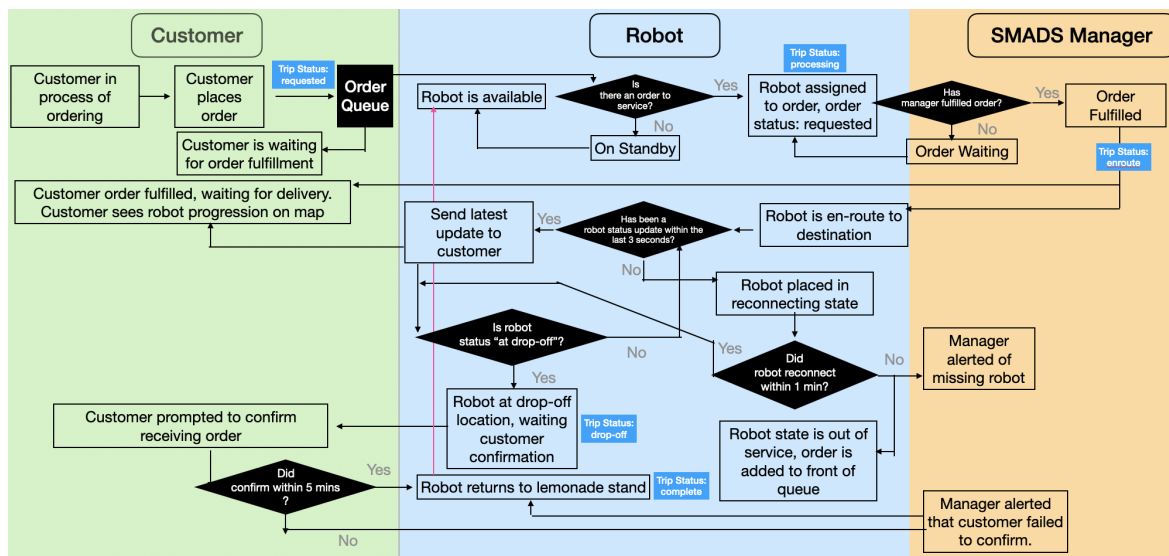 Customer
Robot
SMADS Manager
Customer in
process of
ordering
Customer
places
order
Trip Status:
requested
Order
Queue
Customer is waiting
for order fulfillment
Customer order fulfilled, waiting for delivery.
Customer sees robot progression on map
Robot is available
Is
there an order to
service?
Yes
No
On Standby
Trip Status:
processing
Robot assigned
to order, order
status: requested
Has
manager fulfilled order?
Yes
No
Order Waiting
Order
Fulfilled
Trip Status:
enroute
Send latest
update to
customer
Yes
Has been a
robot status update within the
last 3 seconds?
No
Robot is en-route to
destination
Robot placed in
reconnecting state
Is robot
status “at drop-off”?
No
Yes
Yes
Did
robot reconnect
within 1 min?
No
Manager
alerted of
missing robot
Customer prompted to confirm
receiving order
Robot at drop-off
location, waiting
customer
confirmation
Trip Status:
drop-off
Robot state is out of
service, order is
added to front of
queue
Did
confirm within 5 mins
?
Yes
No
Robot returns to lemonade stand
Trip Status:
complete
Manager alerted
that customer failed
to confirm.